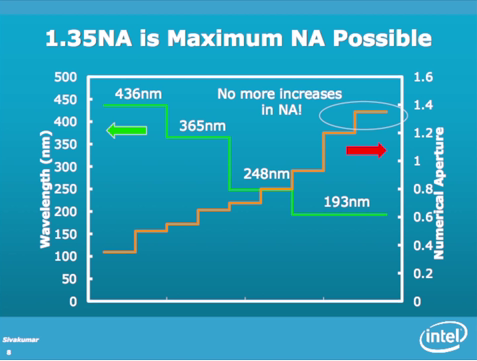 1.35NA is Maximum NA Possible
500
450
400
350
300
250
200
150
100
50
0
Wavelength (nm)
436nm
365nm
248nm
193nm
No more increases
in NA!
1.6
1.4
1.2
1
0.8
0.6
0.4
0.2
0
Numerical Aperture
Sivakumar
8
intel